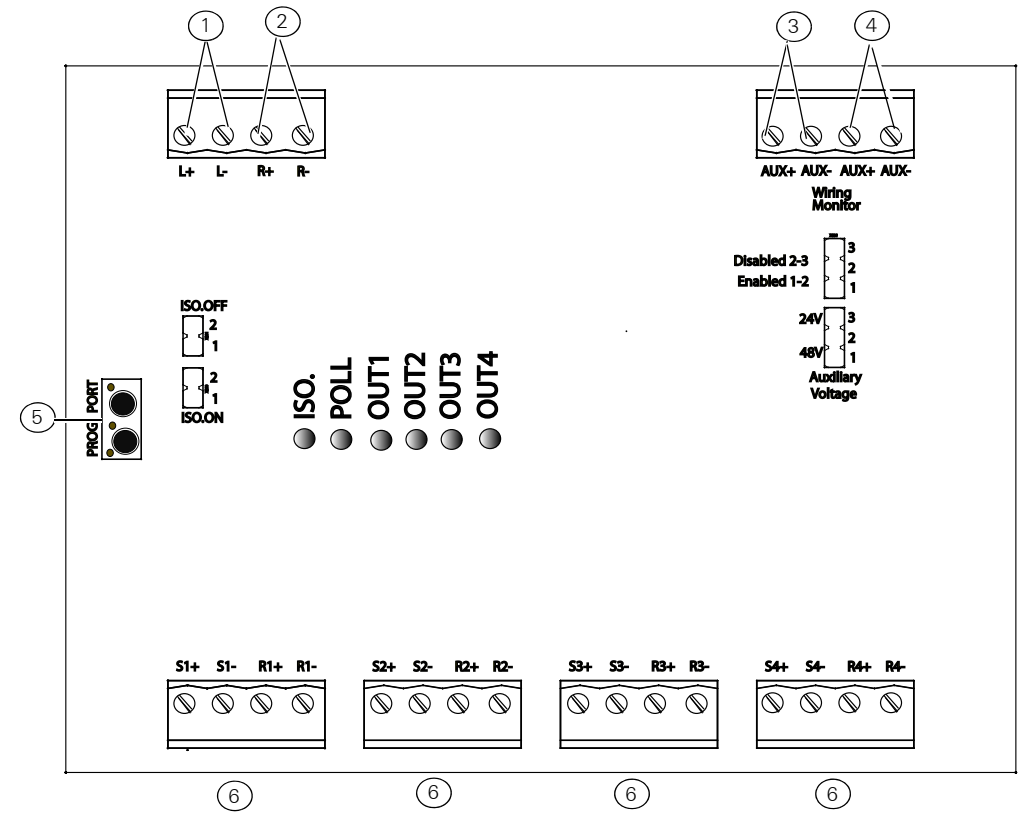 1 2 3 4
L+ L- R+ R-
AUX+ AUX- AUX+ AUX-
Wiring
Monitor
3
Disabled 2-3
2
Enabled 1-2
1
24V 3
2
48V 1
Auxiliary
Voltage
ISO.OFF
2
1
2
1
ISO.ON
5
PROG PORT
ISO.
POLL
OUT1
OUT2
OUT3
OUT4
S1+ S1- R1+ R1-
S2+ S2- R2+ R2-
S3+ S3- R3+ R3-
S4+ S4- R4+ R4-
6 6 6 6